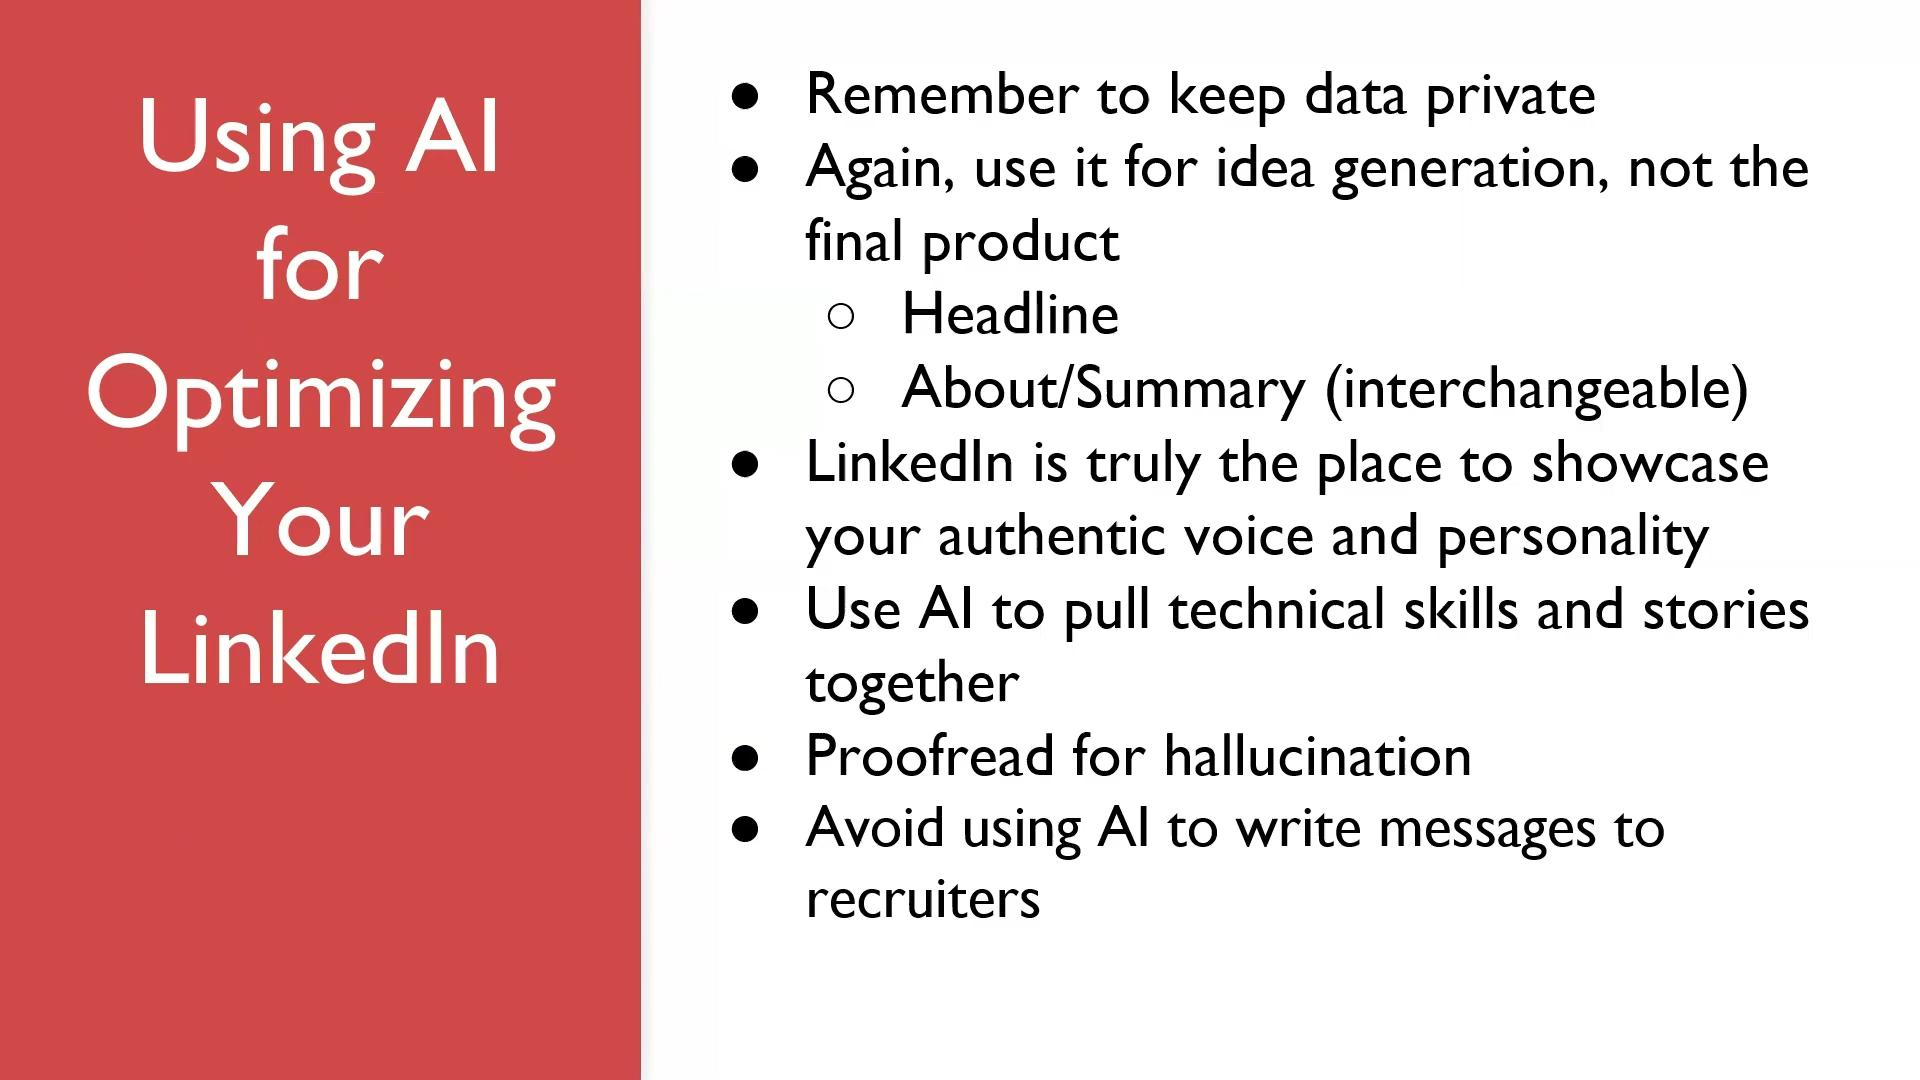 Using AI
for
Optimizing
Your
LinkedIn
● Remember to keep data private
● Again, use it for idea generation, not the
final product
○ Headline
○ About/Summary (interchangeable)
● LinkedIn is truly the place to showcase
your authentic voice and personality
● Use AI to pull technical skills and stories
together
● Proofread for hallucination
● Avoid using AI to write messages to
recruiters